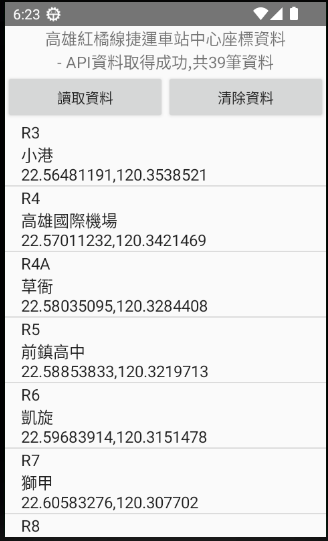 6:23
高雄紅橘線捷運車站中心座標資料
- API資料取得成功,共39筆資料
讀取資料 清除資料
R3
小港
22.56481191,120.3538521
R4
高雄國際機場
22.57011232,120.3421469
R4A
草衙
22.58035095,120.3284408
R5
前鎮高中
22.58853833,120.3219713
R6
凱旋
22.59683914,120.3151478
R7
獅甲
22.60583276,120.307702
R8